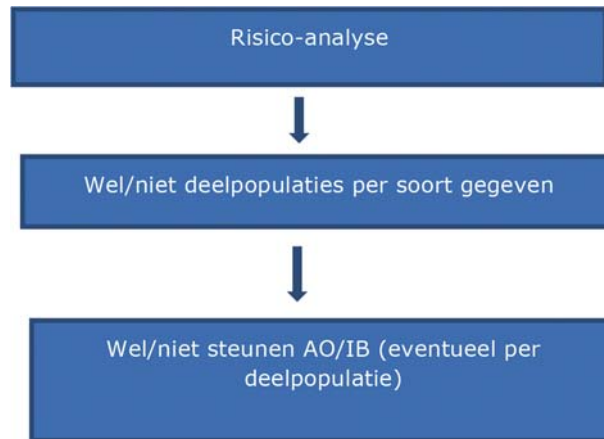 Risico-analyse
Wel/niet deelpopulaties per soort gegeven
Wel/niet steunen AO/IB (eventueel per
deelpopulatie)